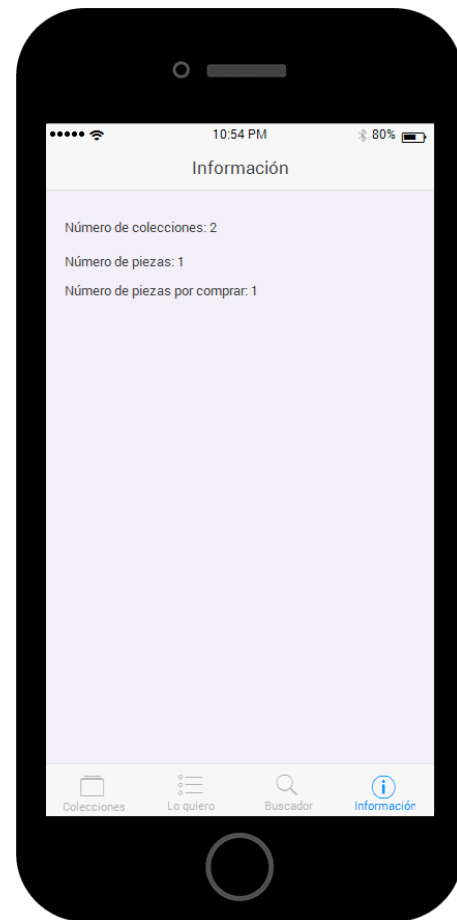 10:54 PM 80%
Información
Número de colecciones: 2
Número de piezas: 1
Número de piezas por comprar: 1
Colecciones Lo quiero Buscador Información